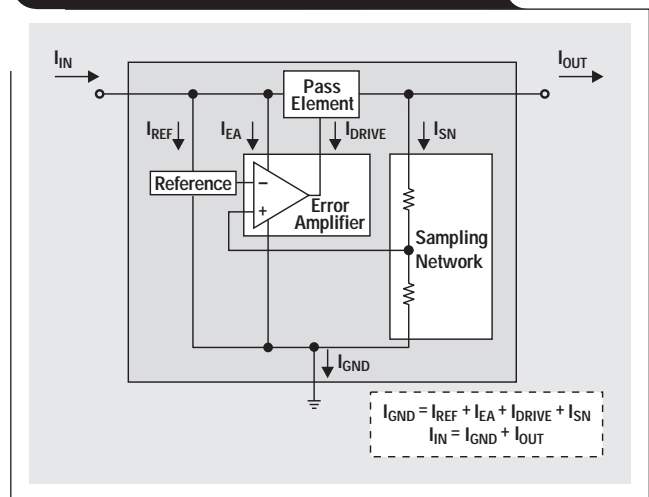 I_IN
I_OUT
Pass
Element
I_REF
I_EA
I_DRIVE
I_SN
Reference
−
+
Error
Amplifier
Sampling
Network
I_GND
I_GND = I_REF + I_EA + I_DRIVE + I_SN
I_IN = I_GND + I_OUT